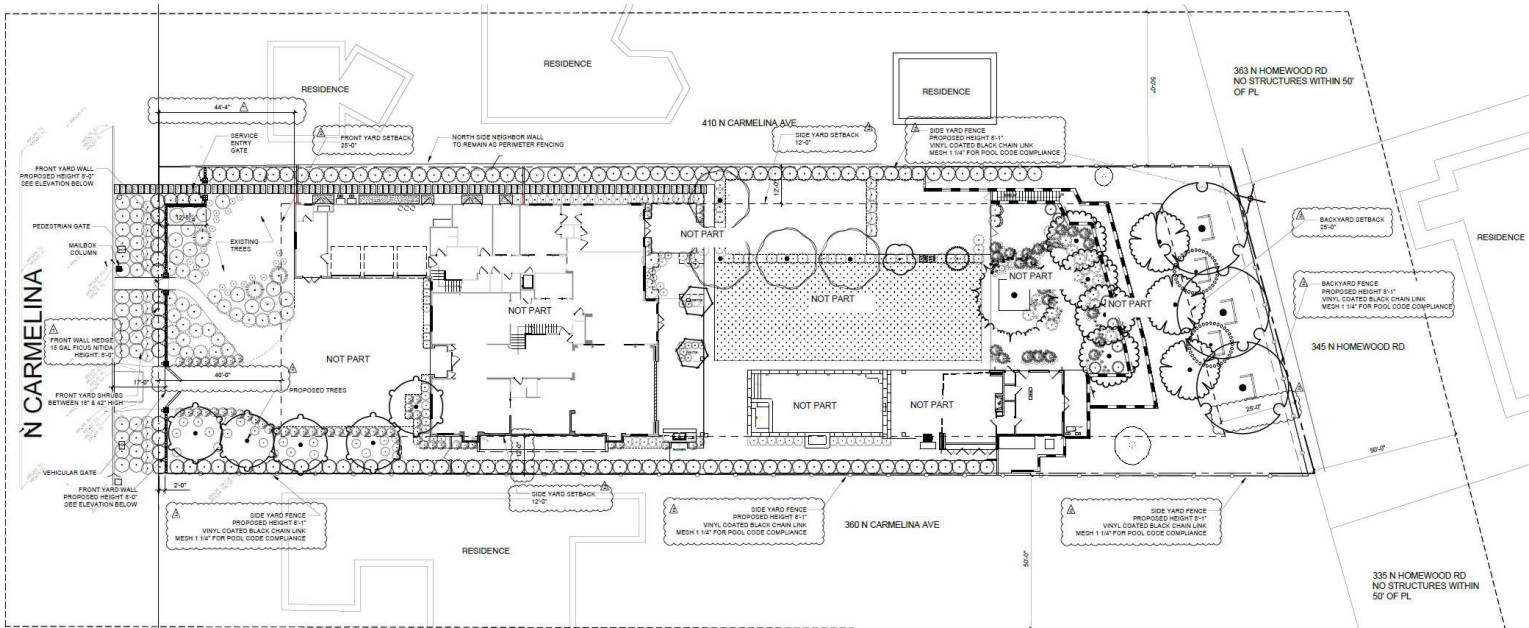 363 N HOMEWOOD RD
NO STRUCTURES WITHIN 50'
OF PL
50'-0"
RESIDENCE
RESIDENCE
RESIDENCE
410 N CARMELINA AVE
44'-4"
SERVICE
ENTRY
GATE
FRONT YARD SETBACK
25'-0"
NORTH SIDE NEIGHBOR WALL
TO REMAIN AS PERIMETER FENCING
SIDE YARD SETBACK
12'-0"
SIDE YARD FENCE
PROPOSED HEIGHT 8'-1"
VINYL COATED BLACK CHAIN LINK
MESH 1 1/4" FOR POOL CODE COMPLIANCE
FRONT YARD WALL
PROPOSED HEIGHT 8'-0"
SEE ELEVATION BELOW
12'-0"
PEDESTRIAN GATE
MAILBOX
COLUMN
EXISTING
TREES
NOT PART
NOT PART
NOT PART
NOT PART
NOT PART
NOT PART
NOT PART
NOT PART
BACKYARD SETBACK
25'-0"
RESIDENCE
BACKYARD FENCE
PROPOSED HEIGHT 8'-1"
VINYL COATED BLACK CHAIN LINK
MESH 1 1/4" FOR POOL CODE COMPLIANCE
345 N HOMEWOOD RD
N CARMELINA
FRONT WALL HEDGE
15 GAL FICUS NITIDA
HEIGHT: 8'-0"
40'-0"
17'-0"
PROPOSED TREES
FRONT YARD SHRUBS
BETWEEN 18" & 42" HIGH
25'-0"
50'-0"
VEHICULAR GATE
FRONT YARD WALL
PROPOSED HEIGHT 8'-0"
SEE ELEVATION BELOW
2'-0"
SIDE YARD FENCE
PROPOSED HEIGHT 8'-1"
VINYL COATED BLACK CHAIN LINK
MESH 1 1/4" FOR POOL CODE COMPLIANCE
SIDE YARD SETBACK
12'-0"
SIDE YARD FENCE
PROPOSED HEIGHT 8'-1"
VINYL COATED BLACK CHAIN LINK
MESH 1 1/4" FOR POOL CODE COMPLIANCE
360 N CARMELINA AVE
SIDE YARD FENCE
PROPOSED HEIGHT 8'-1"
VINYL COATED BLACK CHAIN LINK
MESH 1 1/4" FOR POOL CODE COMPLIANCE
RESIDENCE
50'-0"
335 N HOMEWOOD RD
NO STRUCTURES WITHIN
50' OF PL